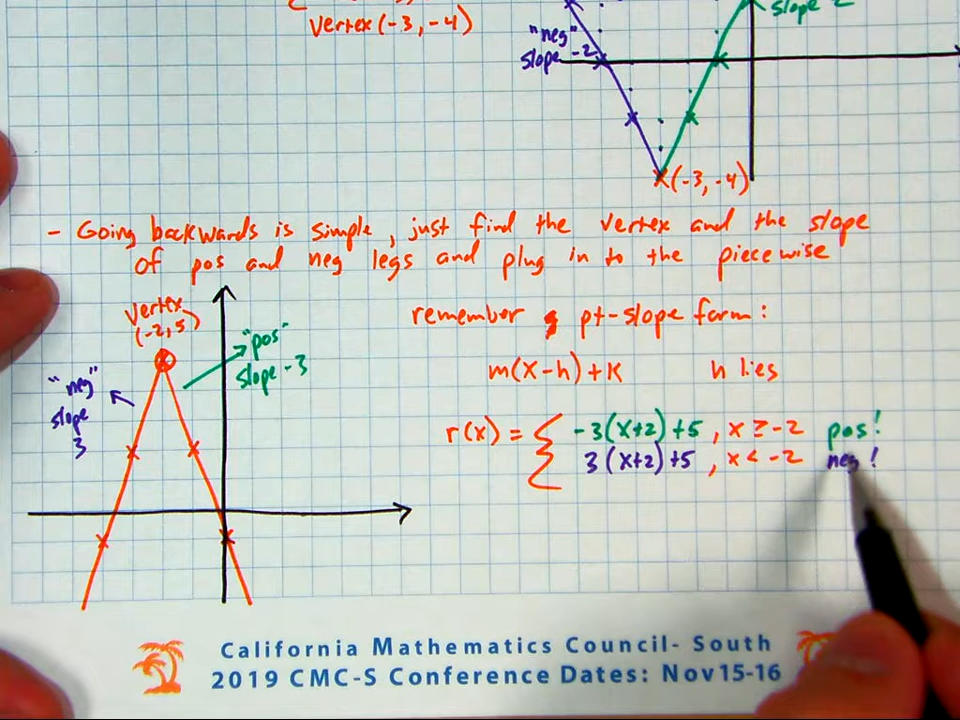 vertex (-3, -4)
slope 2
"neg"
slope -2
(-3, -4)
- Going backwards is simple, just find the vertex and the slope
of pos and neg legs and plug in to the piecewise
vertex
(-2, 5)
"pos"
slope -3
"neg"
slope
3
remember pt-slope form:
m(x-h)+k h lies
r(x) = { -3(x+2)+5, x ≥ -2 pos!
3(x+2)+5, x < -2 neg!
California Mathematics Council- South
2019 CMC-S Conference Dates: Nov 15-16